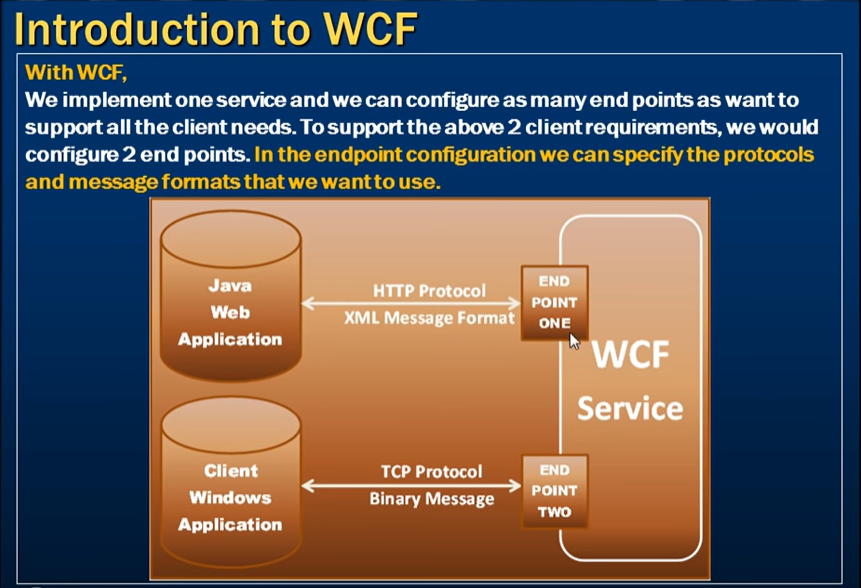 Introduction to WCF
With WCF,
We implement one service and we can configure as many end points as want to
support all the client needs. To support the above 2 client requirements, we would
configure 2 end points. In the endpoint configuration we can specify the protocols
and message formats that we want to use.
Java
Web
Application
HTTP Protocol
XML Message Format
END
POINT
ONE
WCF
Service
Client
Windows
Application
TCP Protocol
Binary Message
END
POINT
TWO